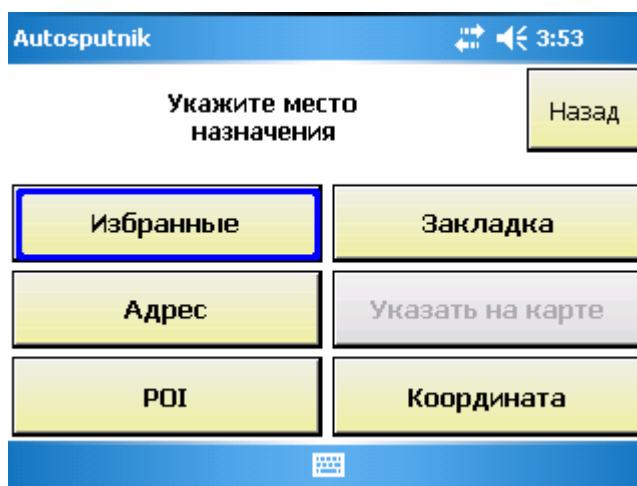 Autosputnik 3:53
Укажите место
назначения
Назад
Избранные Закладка
Адрес Указать на карте
POI Координата